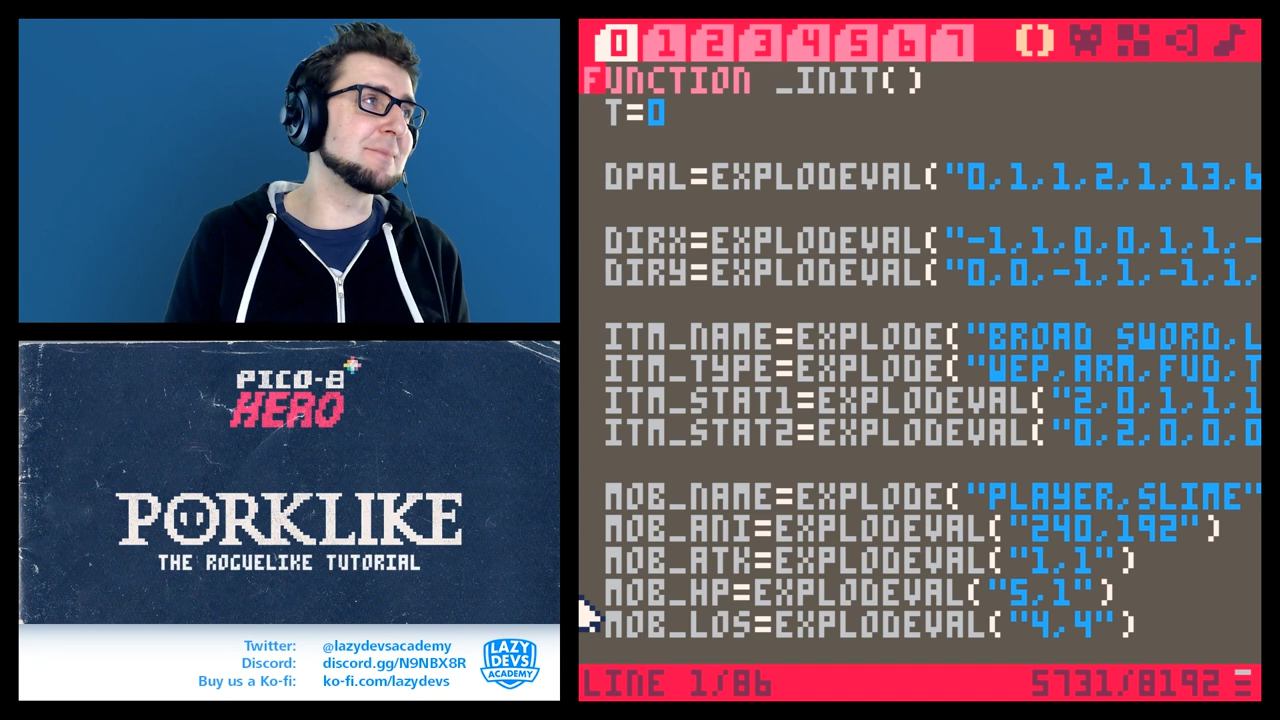 PICO-8
HERO
PORKLIKE
THE ROGUELIKE TUTORIAL
Twitter: @lazydevsacademy
Discord: discord.gg/N9NBX8R
Buy us a Ko-fi: ko-fi.com/lazydevs
LAZY
DEVS
ACADEMY
0 1 2 3 4 5 6 7 ()
FUNCTION _INIT()
T=0
DPAL=EXPLODEVAL("0,1,1,2,1,13,6
DIRX=EXPLODEVAL("-1,1,0,0,1,1,-
DIRY=EXPLODEVAL("0,0,-1,1,-1,1,
ITM_NAME=EXPLODE("BROAD SWORD,L
ITM_TYPE=EXPLODE("WEP,ARM,FUD,T
ITM_STAT1=EXPLODEVAL("2,0,1,1,1
ITM_STAT2=EXPLODEVAL("0,2,0,0,0
MOB_NAME=EXPLODE("PLAYER,SLIME"
MOB_ANI=EXPLODEVAL("240,192")
MOB_ATK=EXPLODEVAL("1,1")
MOB_HP=EXPLODEVAL("5,1")
MOB_LOS=EXPLODEVAL("4,4")
LINE 1/86 5731/8192